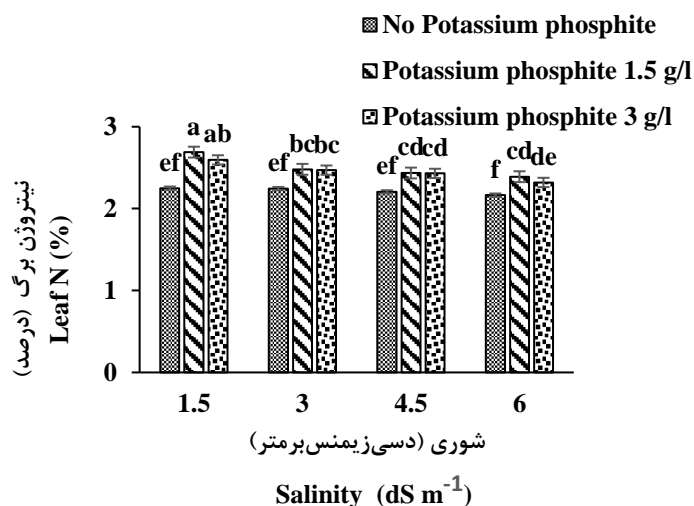 No Potassium phosphite
Potassium phosphite 1.5 g/l
Potassium phosphite 3 g/l
نیتروژن برگ (درصد)
Leaf N (%)
3
2
1
0
ef a ab ef bc bc ef cd cd f cd de
1.5 3 4.5 6
شوری (دسی‌زیمنس‌برمتر)
Salinity (dS m-1)